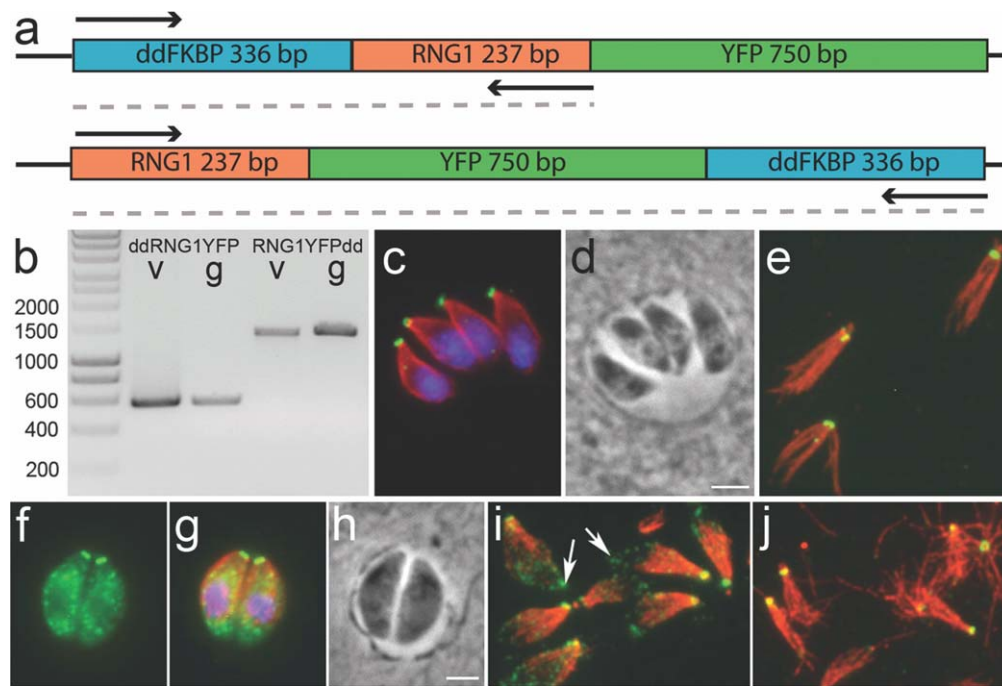 a
ddFKBP 336 bp RNG1 237 bp YFP 750 bp
RNG1 237 bp YFP 750 bp ddFKBP 336 bp
b ddRNG1YFP RNG1YFPdd
v g v g
2000
1500
1000
600
400
200
c
d
e
f
g
h
i
j